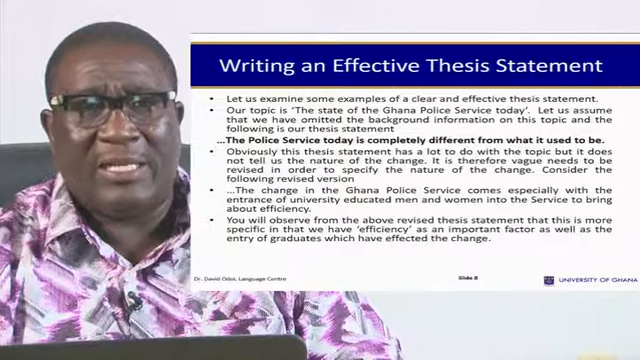 Writing an Effective Thesis Statement
• Let us examine some examples of a clear and effective thesis statement.
• Our topic is 'The state of the Ghana Police Service today'. Let us assume
that we have omitted the background information on this topic and the
following is our thesis statement
...The Police Service today is completely different from what it used to be.
• Obviously this thesis statement has a lot to do with the topic but it does
not tell us the nature of the change. It is therefore vague needs to be
revised in order to specify the nature of the change. Consider the
following revised version
• ...The change in the Ghana Police Service comes especially with the
entrance of university educated men and women into the Service to bring
about efficiency.
• You will observe from the above revised thesis statement that this is more
specific in that we have 'efficiency' as an important factor as well as the
entry of graduates which have effected the change.
Dr. David Odoi, Language Centre
Slide 8
UNIVERSITY OF GHANA